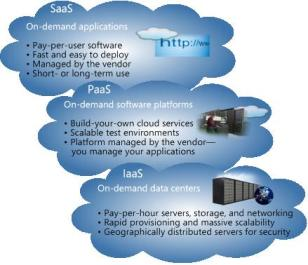 SaaS
On-demand applications
http://ww
• Pay-per-user software
• Fast and easy to deploy
• Managed by the vendor
• Short- or long-term use
PaaS
On-demand software platforms
• Build-your-own cloud services
• Scalable test environments
• Platform managed by the vendor—
you manage your applications
IaaS
On-demand data centers
• Pay-per-hour servers, storage, and networking
• Rapid provisioning and massive scalability
• Geographically distributed servers for security